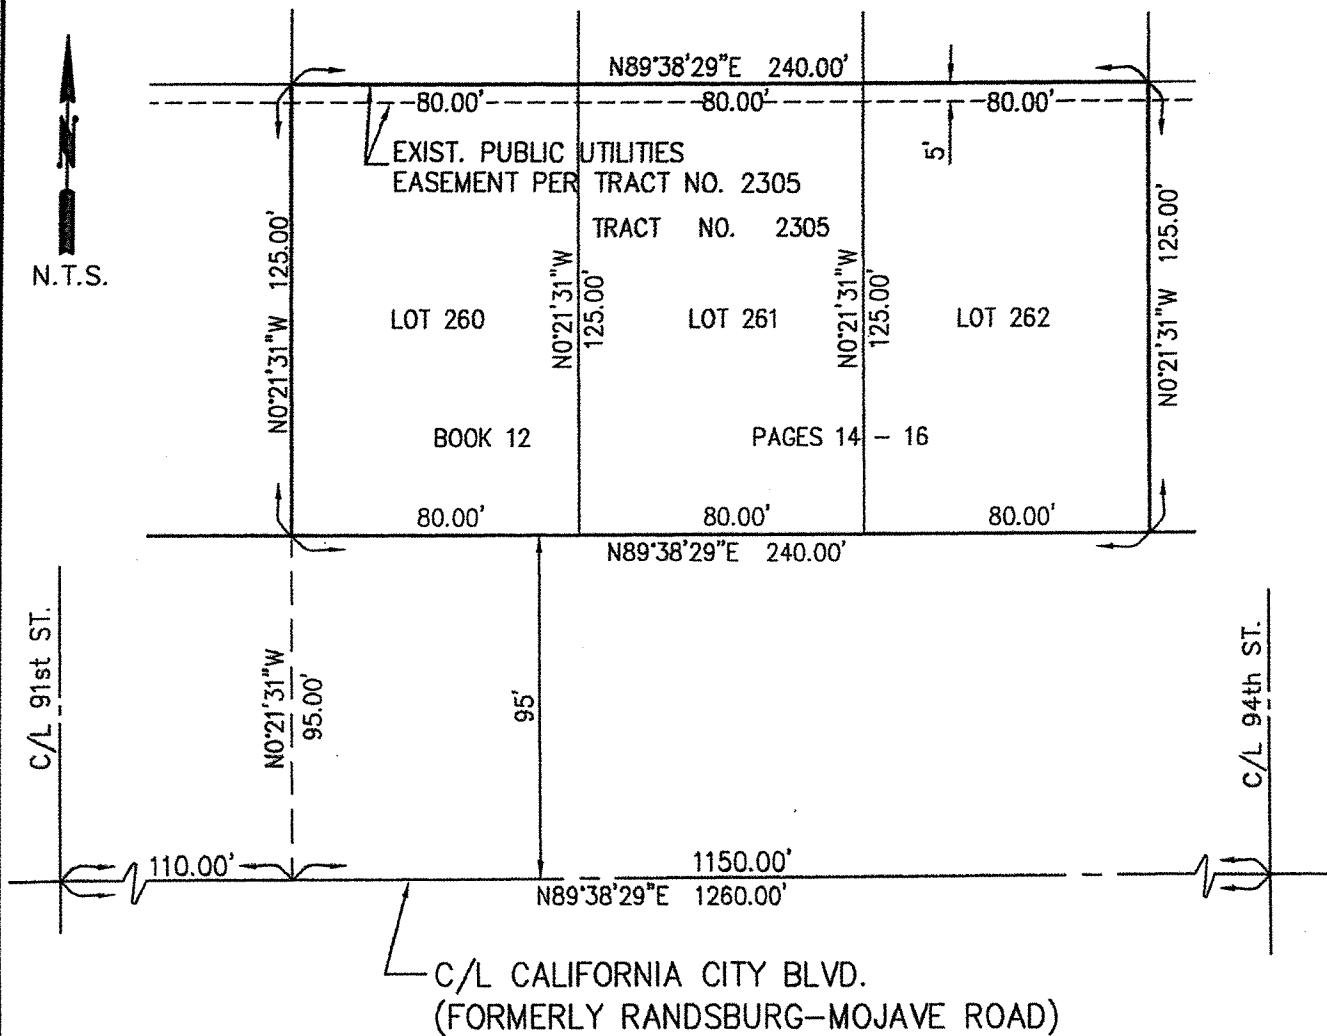 N89°38'29"E 240.00'
80.00' 80.00' 80.00'
N
N.T.S.
EXIST. PUBLIC UTILITIES
EASEMENT PER TRACT NO. 2305
5'
TRACT NO. 2305
N0°21'31"W 125.00'
N0°21'31"W
125.00'
N0°21'31"W
125.00'
N0°21'31"W 125.00'
LOT 260 LOT 261 LOT 262
BOOK 12 PAGES 14 - 16
80.00' 80.00' 80.00'
N89°38'29"E 240.00'
C/L 91st ST.
N0°21'31"W
95.00'
95'
C/L 94th ST.
110.00' 1150.00'
N89°38'29"E 1260.00'
C/L CALIFORNIA CITY BLVD.
(FORMERLY RANDSBURG-MOJAVE ROAD)